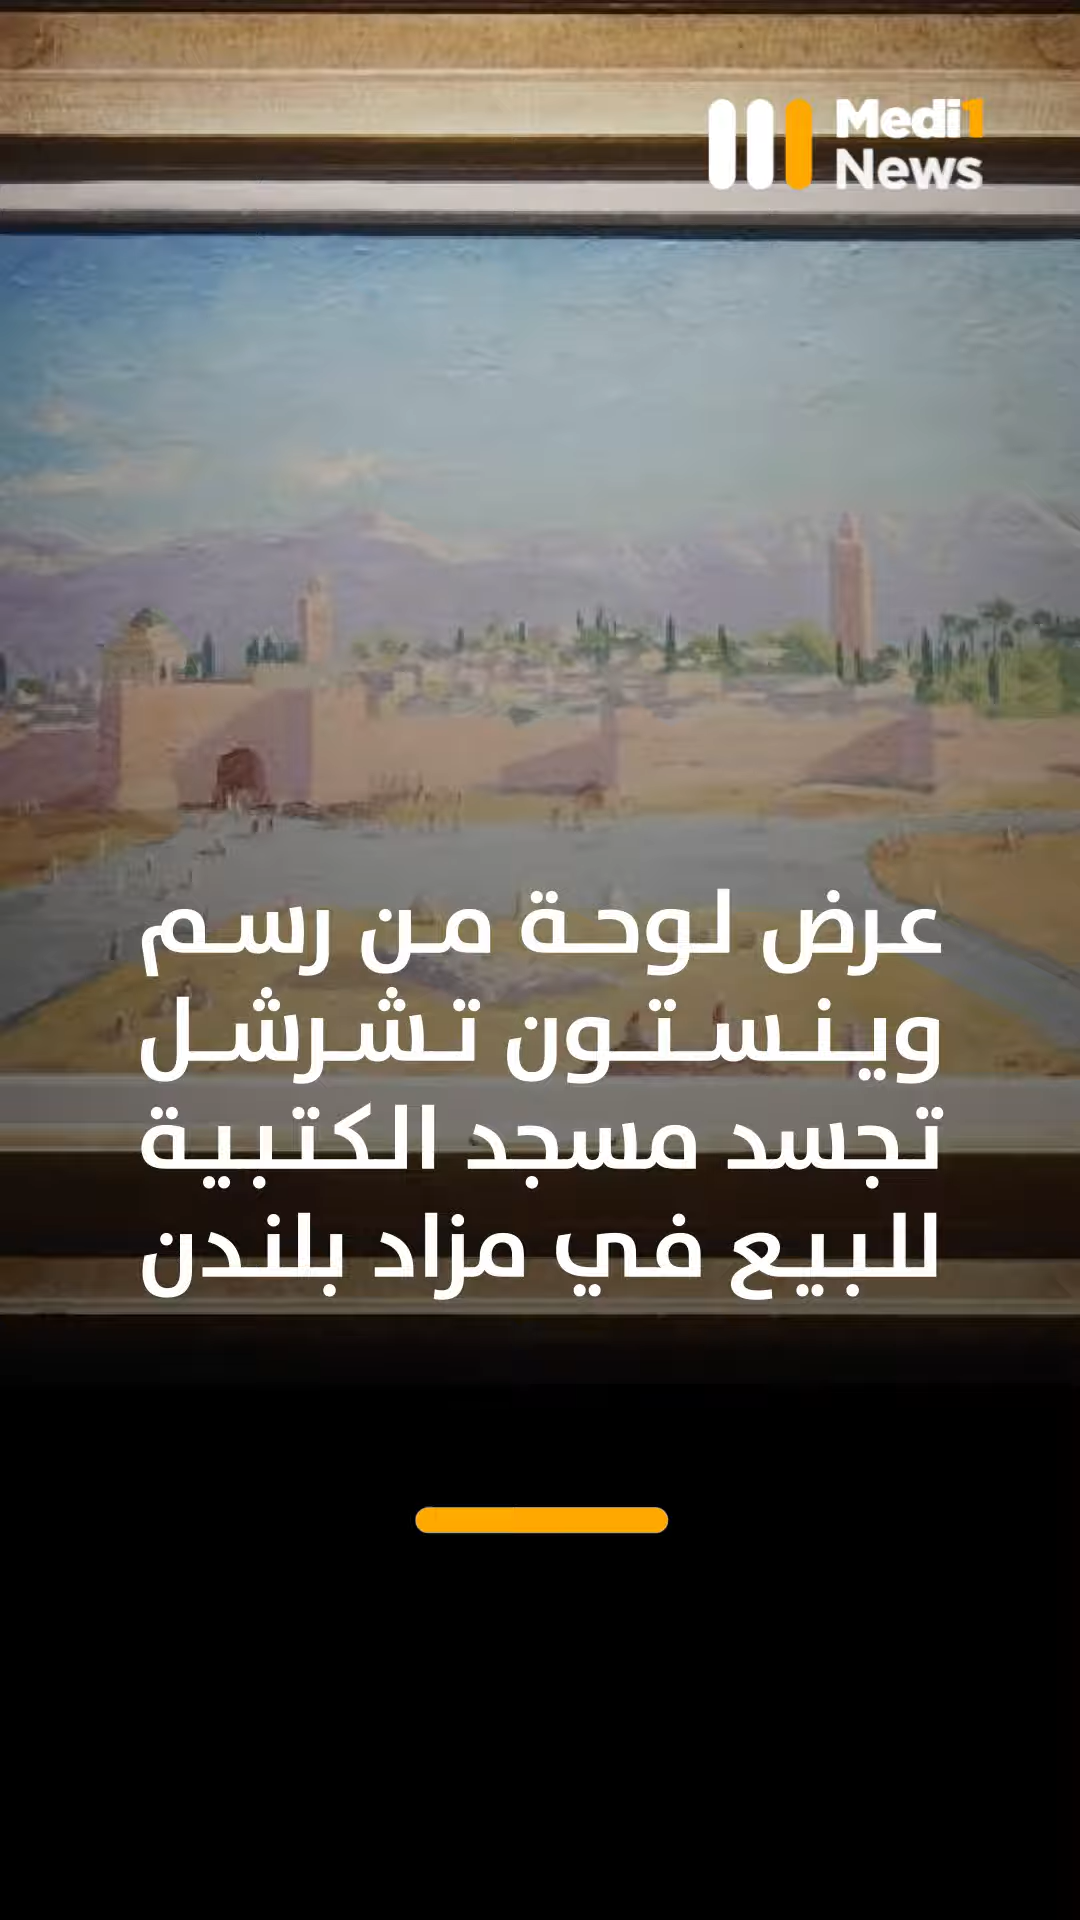 Medi1
News
عرض لوحة من رسم
وينستون تشرشل
تجسد مسجد الكتبية
للبيع في مزاد بلندن